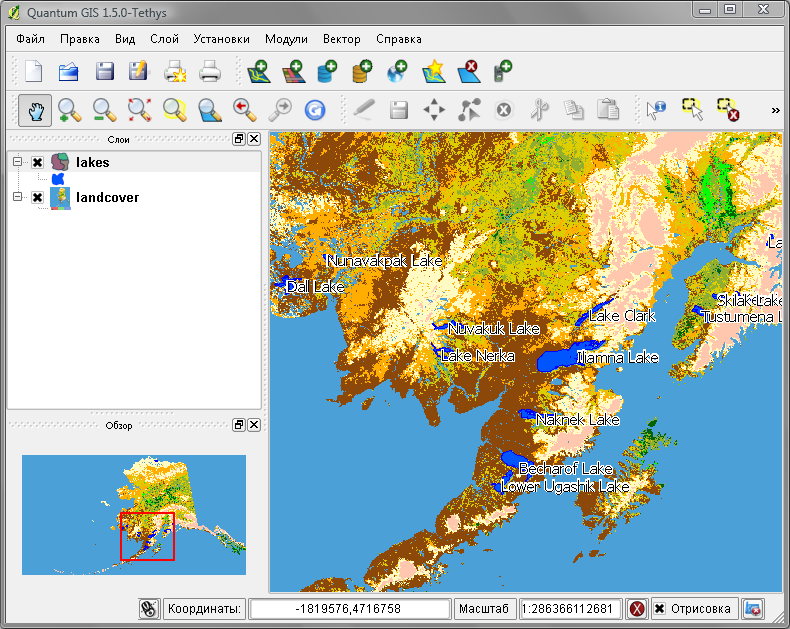 Quantum GIS 1.5.0-Tethys
Файл Правка Вид Слой Установки Модули Вектор Справка
»
Слои
lakes
landcover
Обзор
Nunavakpak Lake
Dall Lake
La
Skilak Lake
Lake Clark
Tustumena L
Nuvakuk Lake
Lake Nerka
Iliamna Lake
Naknek Lake
Becharof Lake
Lower Ugashik Lake
Координаты: -1819576,4716758 Масштаб 1:286366112681 Отрисовка